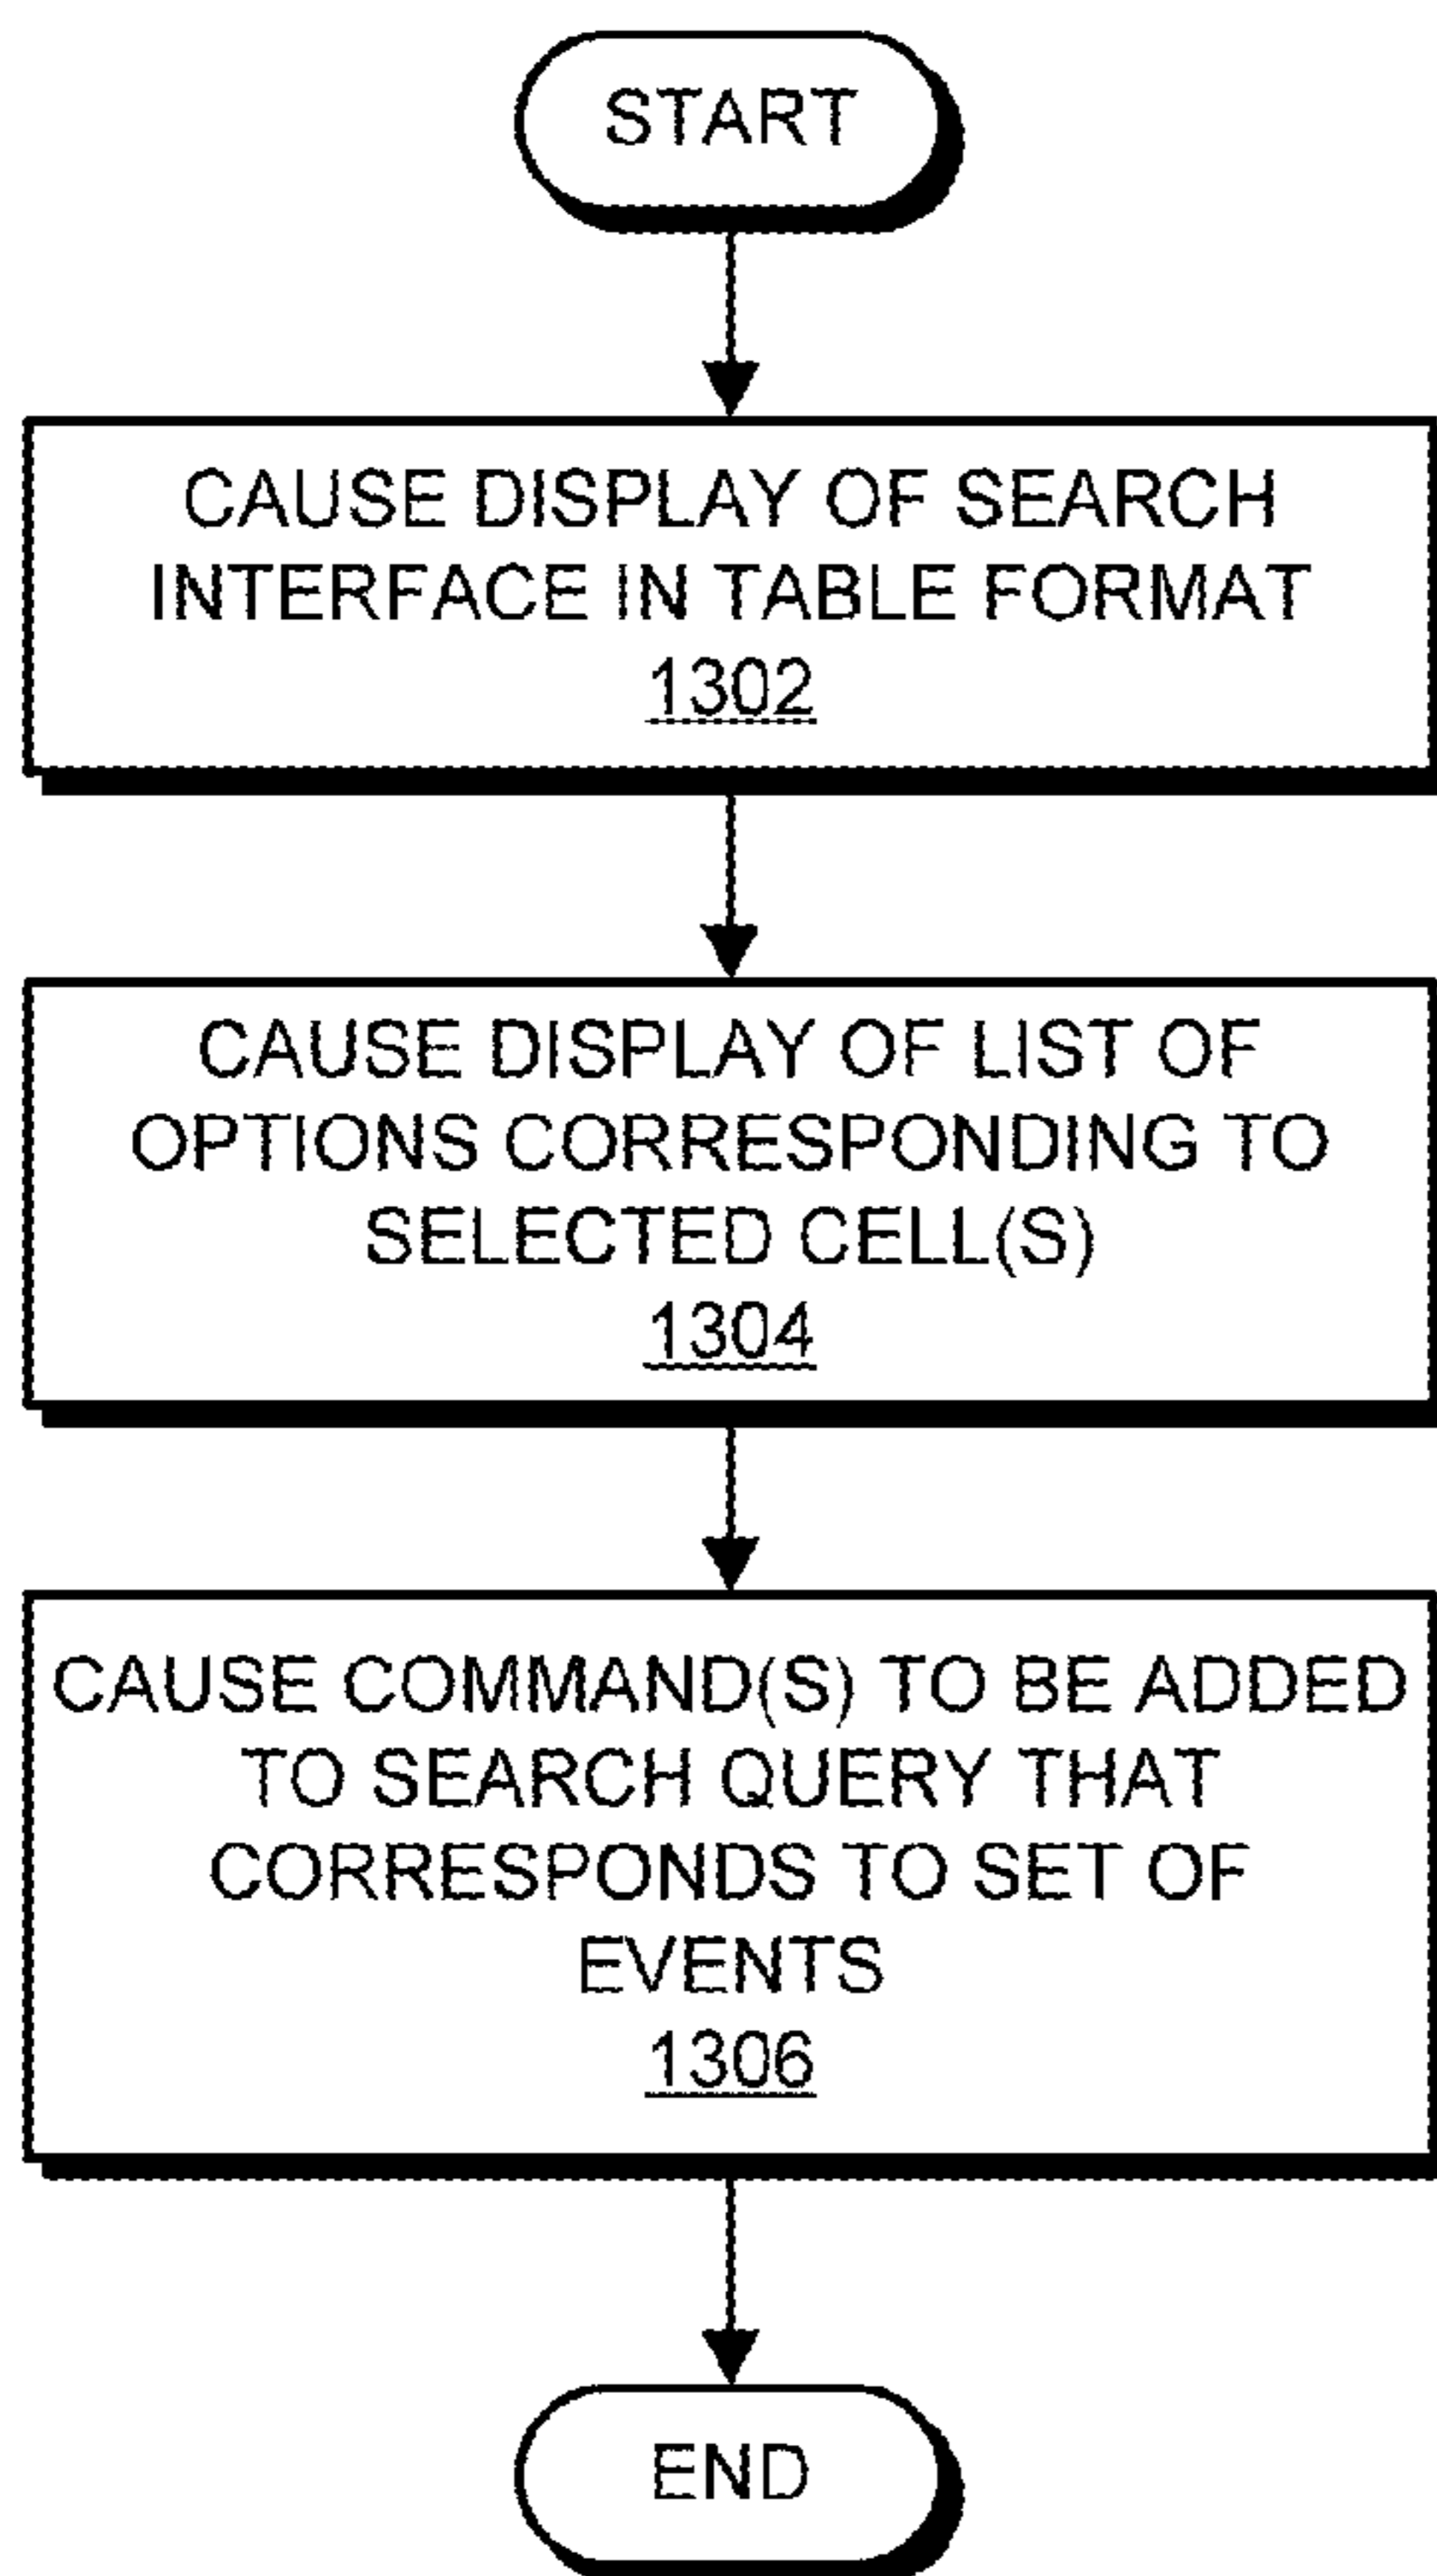 START
CAUSE DISPLAY OF SEARCH
INTERFACE IN TABLE FORMAT
1302
CAUSE DISPLAY OF LIST OF
OPTIONS CORRESPONDING TO
SELECTED CELL(S)
1304
CAUSE COMMAND(S) TO BE ADDED
TO SEARCH QUERY THAT
CORRESPONDS TO SET OF
EVENTS
1306
END